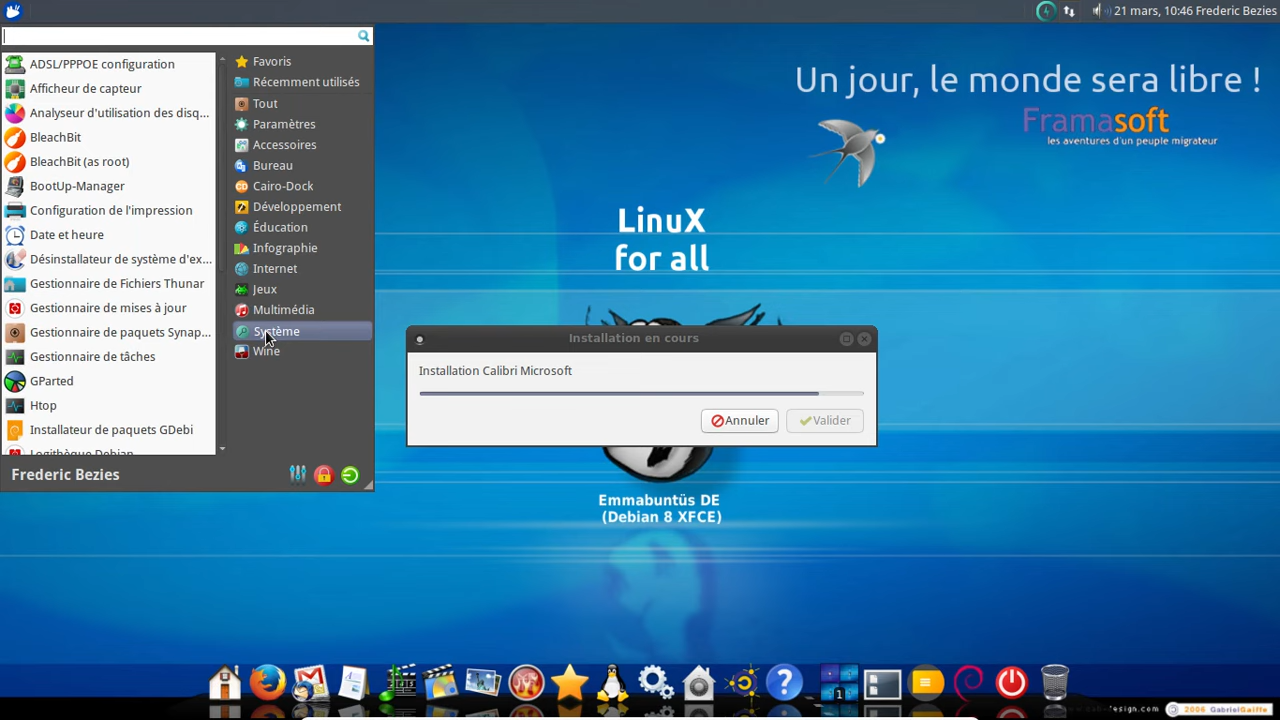 21 mars, 10:46 Frederic Bezies
ADSL/PPPOE configuration
Afficheur de capteur
Analyseur d'utilisation des disq...
BleachBit
BleachBit (as root)
BootUp-Manager
Configuration de l'impression
Date et heure
Désinstallateur de système d'ex...
Gestionnaire de Fichiers Thunar
Gestionnaire de mises à jour
Gestionnaire de paquets Synap...
Gestionnaire de tâches
GParted
Htop
Installateur de paquets GDebi
Logithèque Debian
Favoris
Récemment utilisés
Tout
Paramètres
Accessoires
Bureau
Cairo-Dock
Développement
Éducation
Infographie
Internet
Jeux
Multimédia
Système
Wine
Frederic Bezies
Un jour, le monde sera libre !
Framasoft
les aventures d'un peuple migrateur
LinuX
for all
Installation en cours
Installation Calibri Microsoft
Annuler
Valider
Emmabuntüs DE
(Debian 8 XFCE)
1
2006 GabrielGaiffe